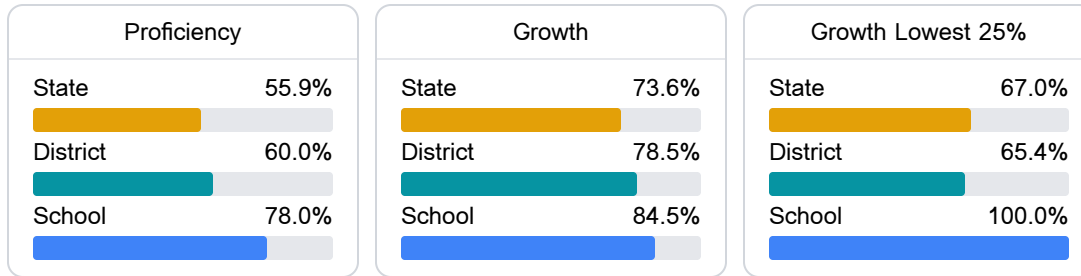 Proficiency
State 55.9%
District 60.0%
School 78.0%
Growth
State 73.6%
District 78.5%
School 84.5%
Growth Lowest 25%
State 67.0%
District 65.4%
School 100.0%